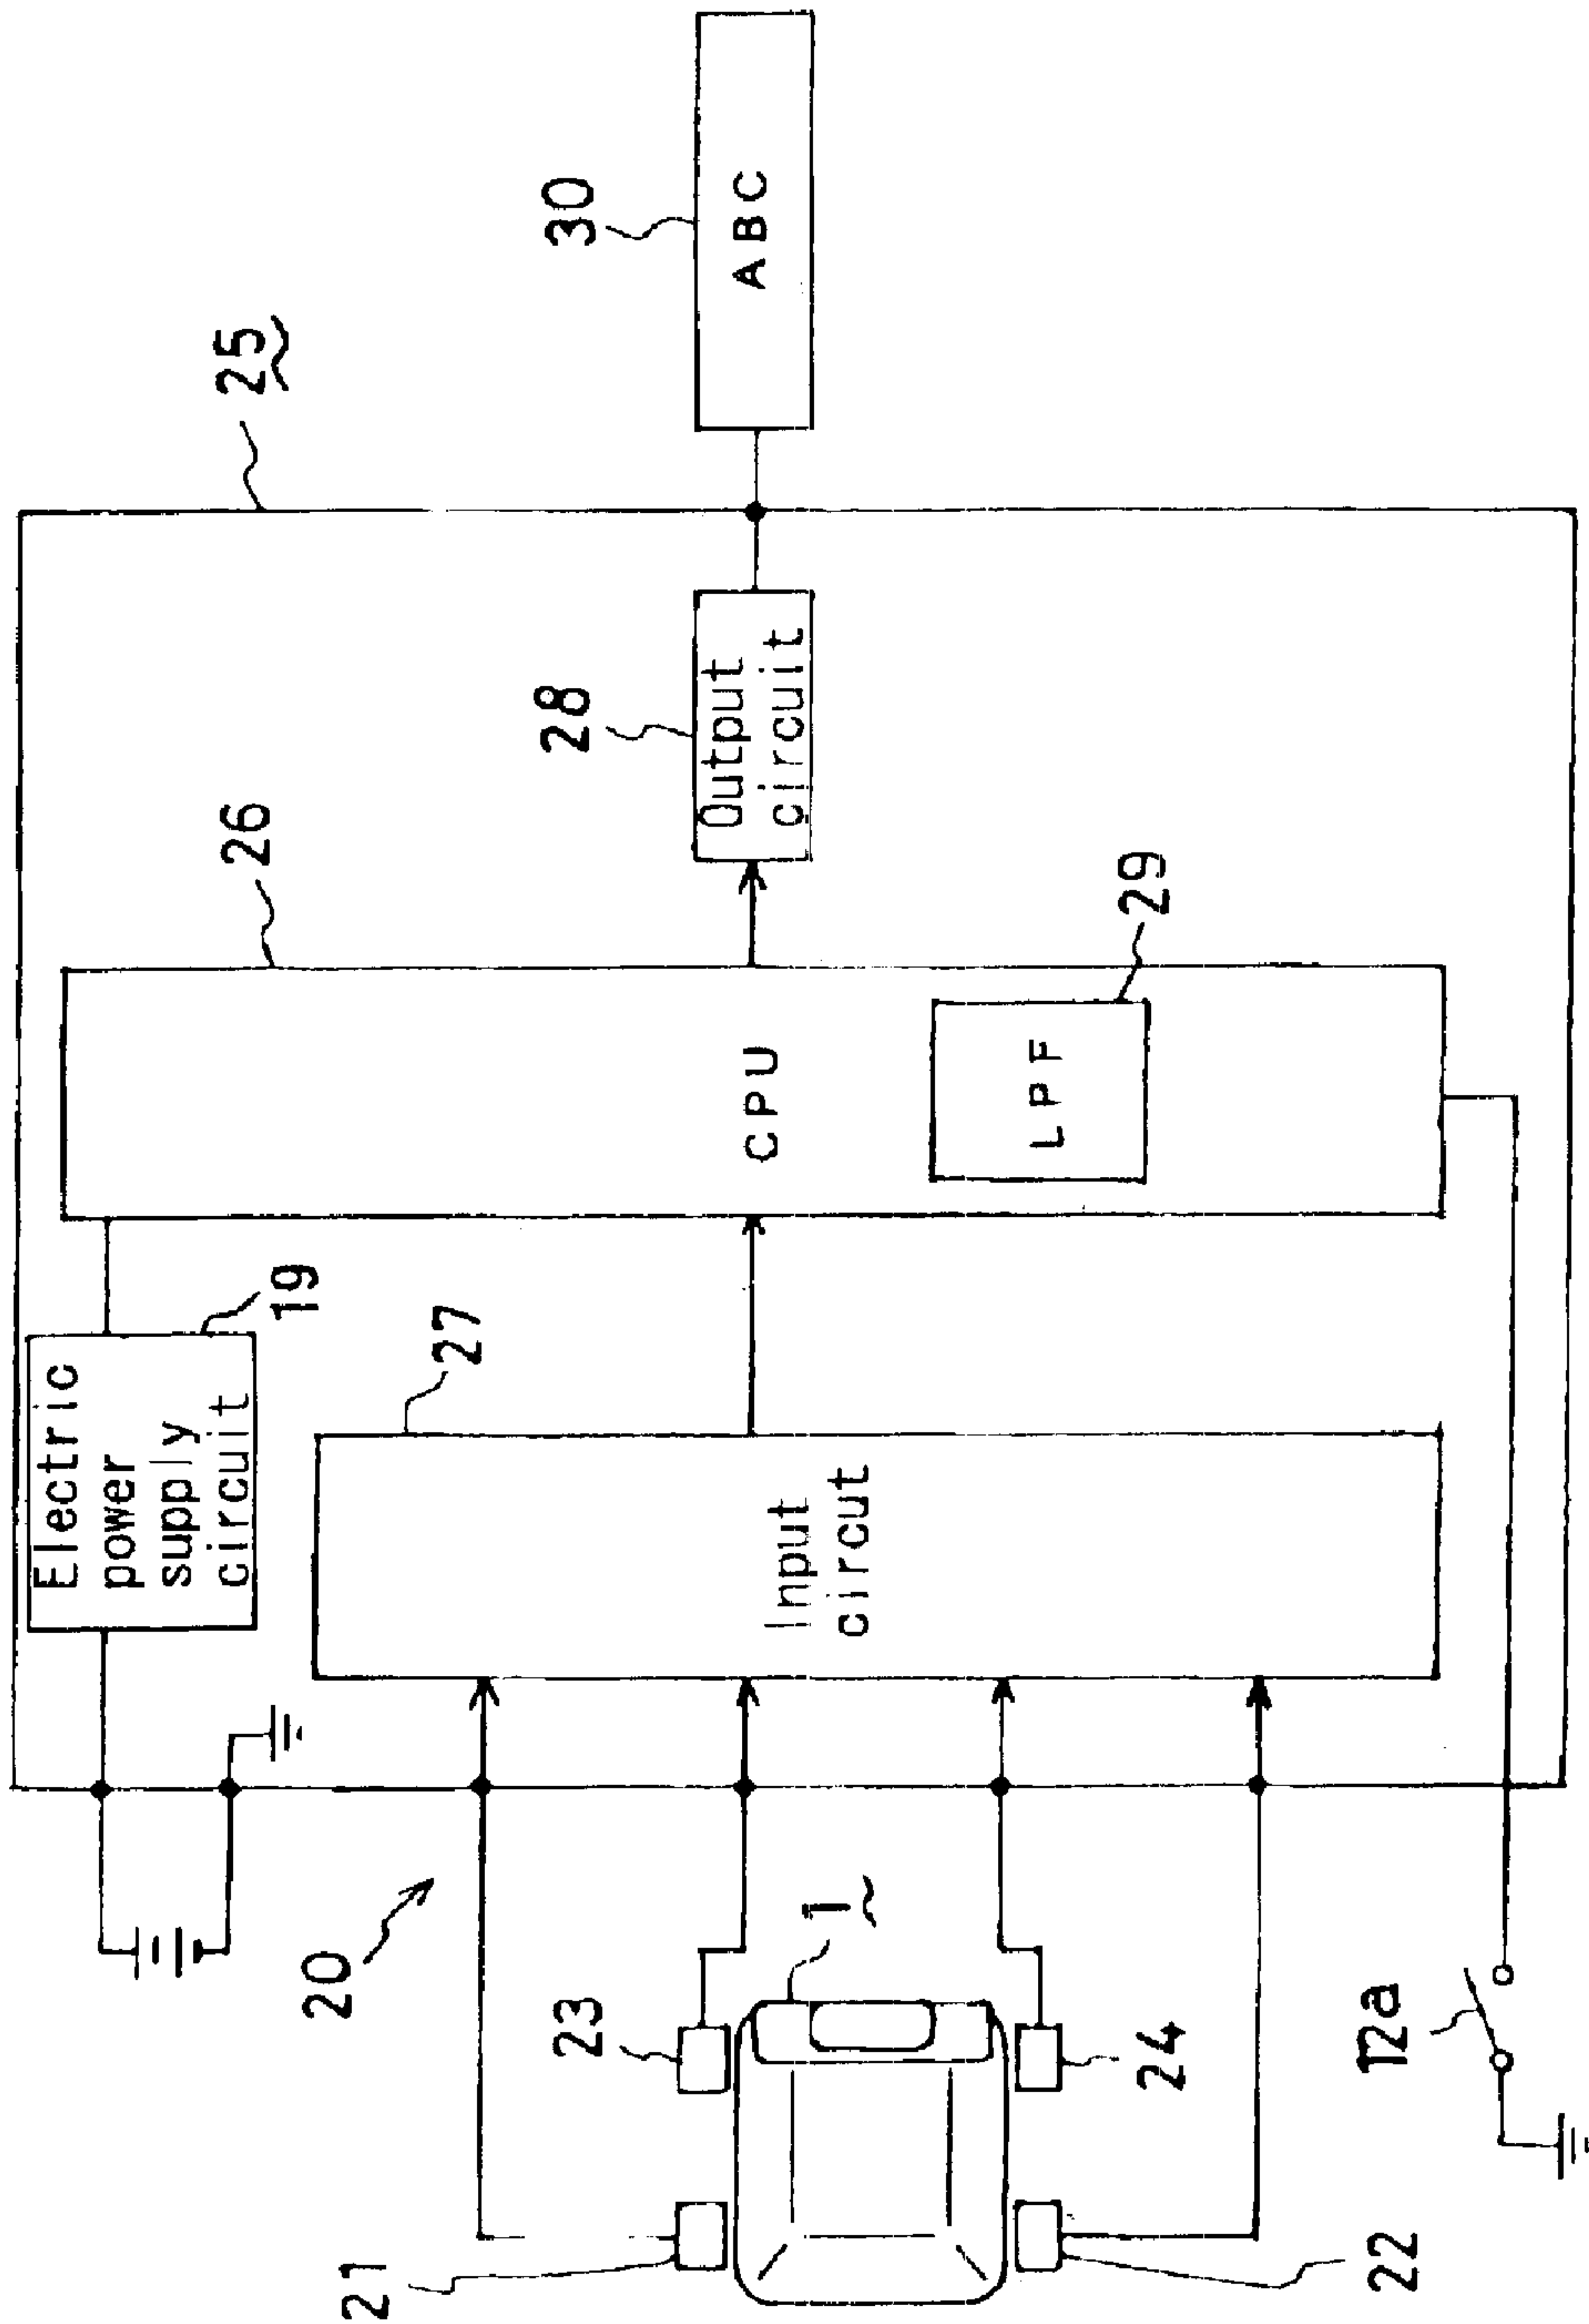 25
30
ABC
26
28
Output
circuit
Electric
power
supply
circuit
19
CPU
29
LPF
27
Input
circut
20
23
1
21
24
22
12a